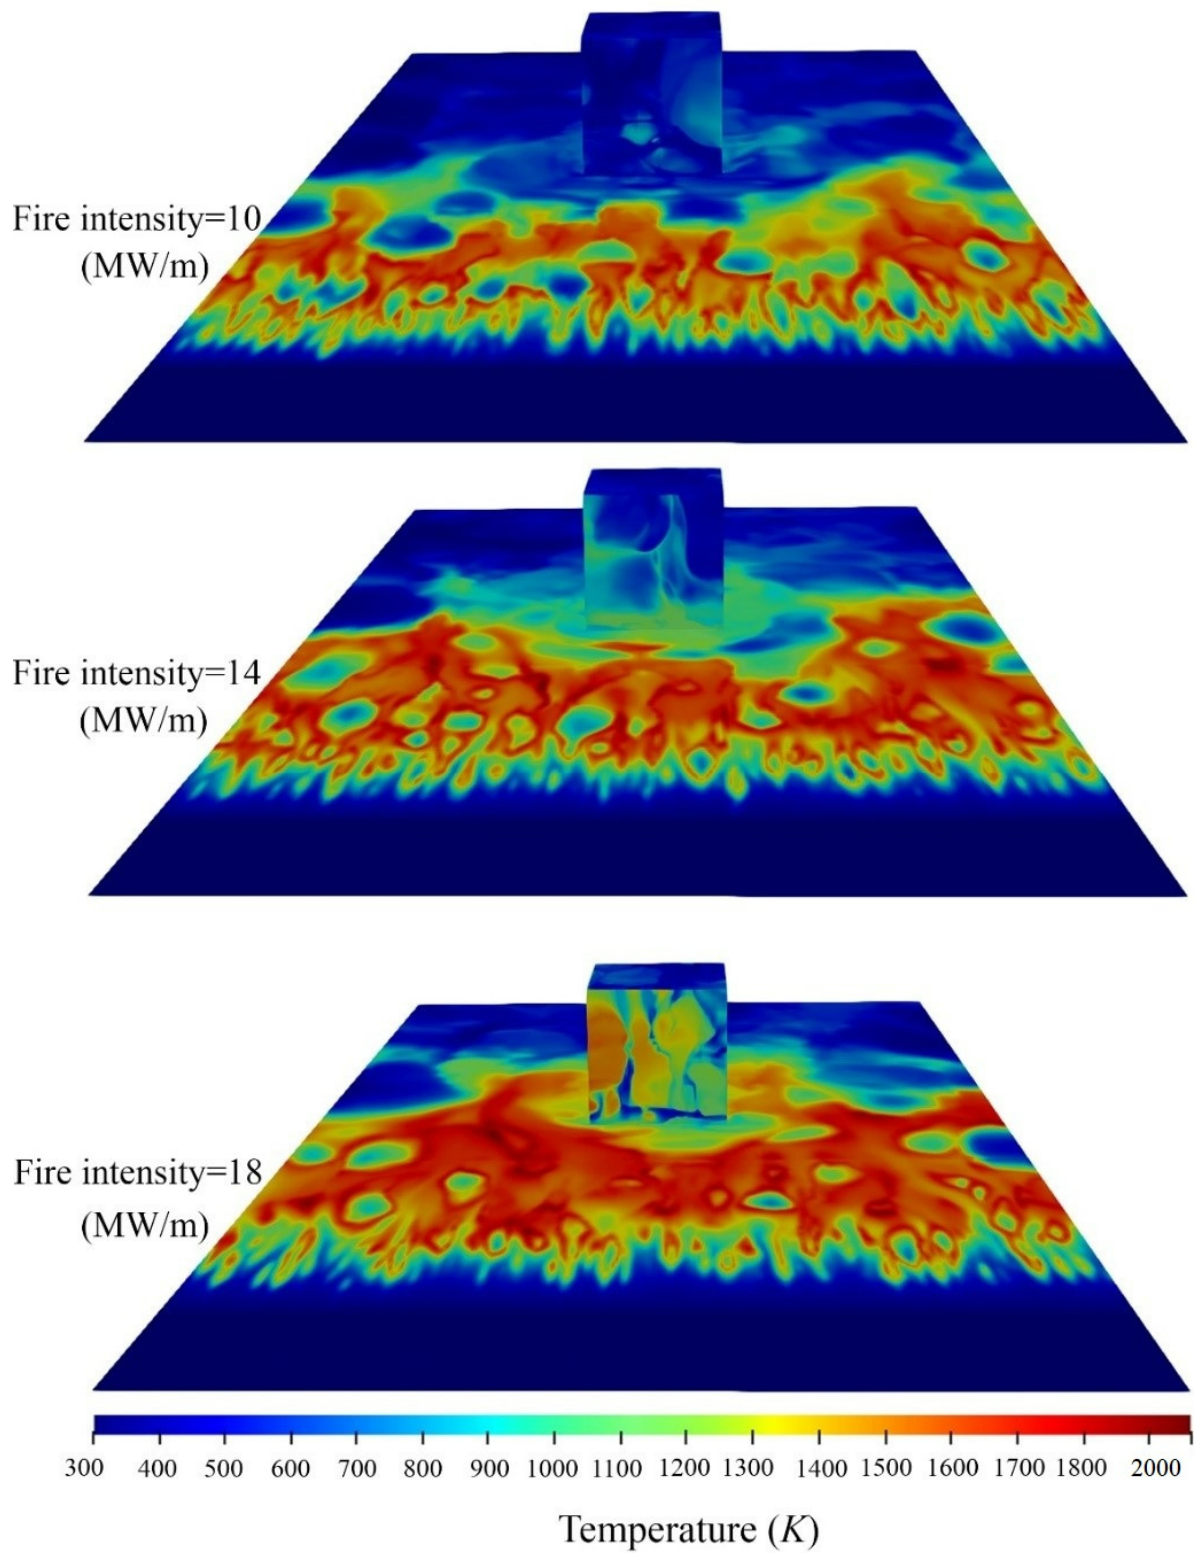 Fire intensity=10
(MW/m)
Fire intensity=14
(MW/m)
Fire intensity=18
(MW/m)
300 400 500 600 700 800 900 1000 1100 1200 1300 1400 1500 1600 1700 1800 2000
Temperature (K)